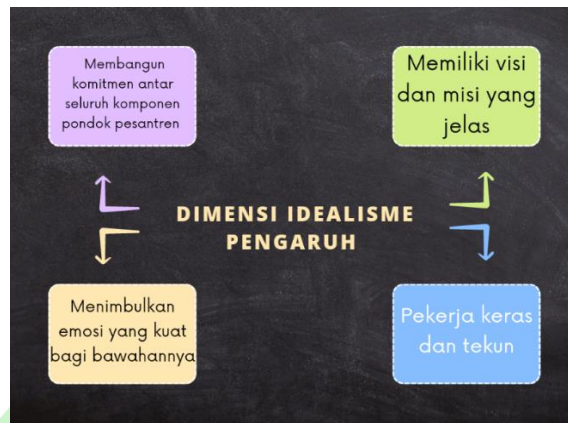 Membangun
komitmen antar
seluruh komponen
pondok pesantren
Memiliki visi
dan misi yang
jelas
DIMENSI IDEALISME
PENGARUH
Menimbulkan
emosi yang kuat
bagi bawahannya
Pekerja keras
dan tekun